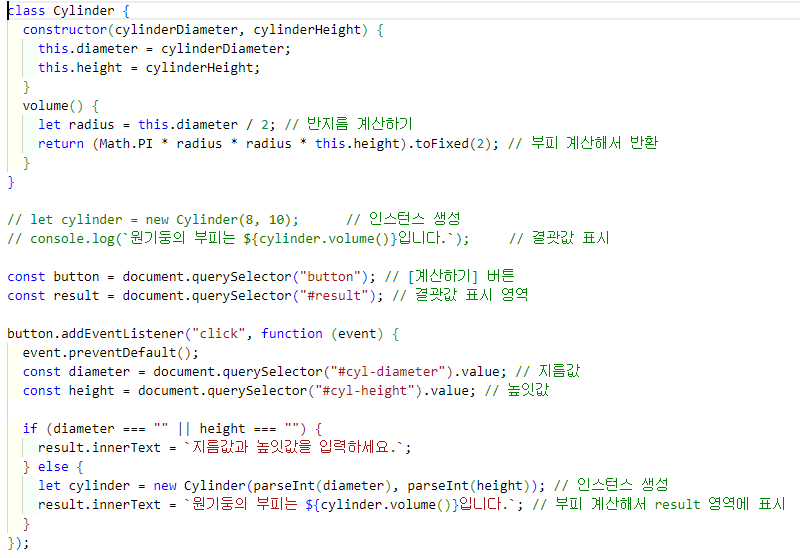 class Cylinder {
  constructor(cylinderDiameter, cylinderHeight) {
    this.diameter = cylinderDiameter;
    this.height = cylinderHeight;
  }
  volume() {
    let radius = this.diameter / 2; // 반지름 계산하기
    return (Math.PI * radius * radius * this.height).toFixed(2); // 부피 계산해서 반환
  }
}

// let cylinder = new Cylinder(8, 10);      // 인스턴스 생성
// console.log(`원기둥의 부피는 ${cylinder.volume()}입니다.`);     // 결괏값 표시

const button = document.querySelector("button"); // [계산하기] 버튼
const result = document.querySelector("#result"); // 결괏값 표시 영역

button.addEventListener("click", function (event) {
  event.preventDefault();
  const diameter = document.querySelector("#cyl-diameter").value; // 지름값
  const height = document.querySelector("#cyl-height").value; // 높잇값

  if (diameter === "" || height === "") {
    result.innerText = `지름값과 높잇값을 입력하세요.`;
  } else {
    let cylinder = new Cylinder(parseInt(diameter), parseInt(height)); // 인스턴스 생성
    result.innerText = `원기둥의 부피는 ${cylinder.volume()}입니다.`; // 부피 계산해서 result 영역에 표시
  }
});